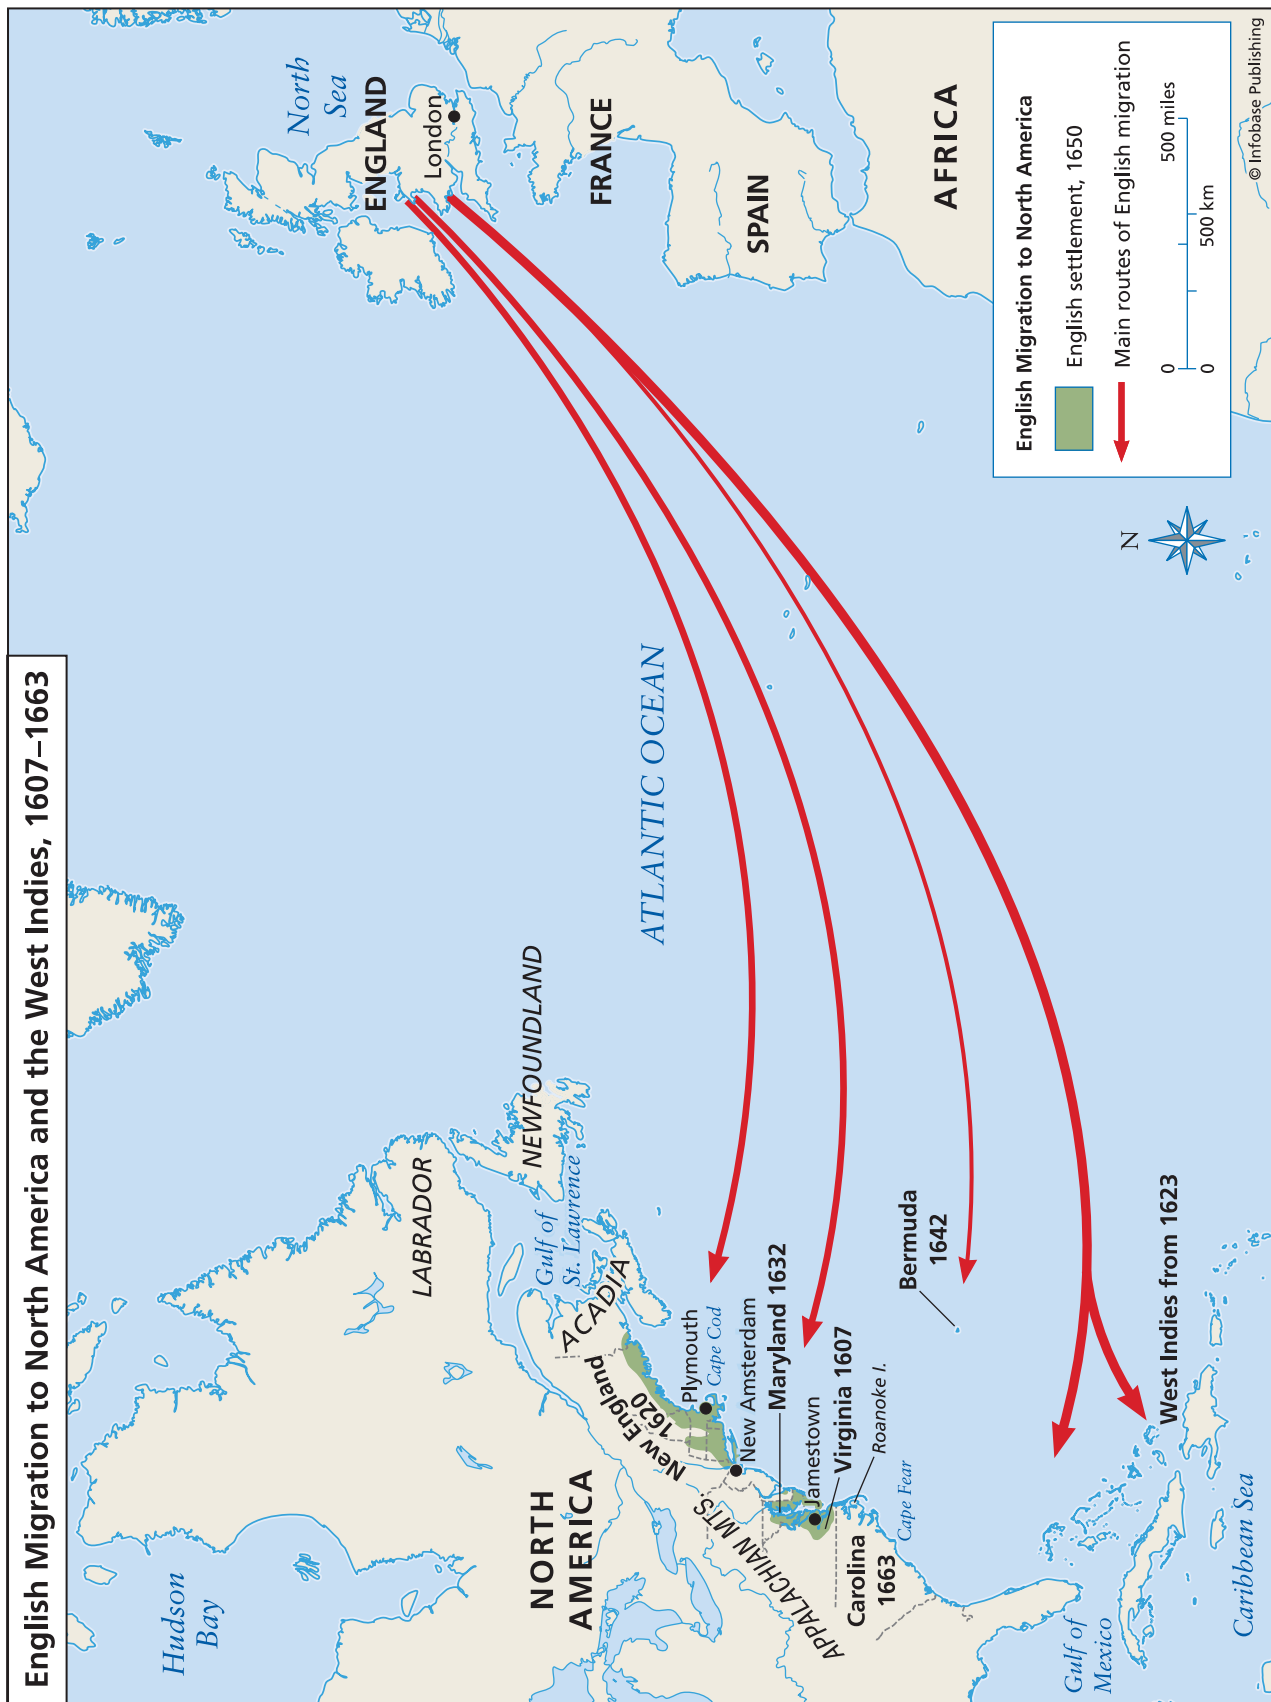 English Migration to North America and the West Indies, 1607–1663
Hudson
Bay
NORTH
AMERICA
LABRADOR
NEWFOUNDLAND
Gulf of
St. Lawrence
ACADIA
New England
1620
Plymouth
Cape Cod
New Amsterdam
Maryland 1632
Jamestown
Virginia 1607
Roanoke I.
APPALACHIAN MTS.
Carolina
1663
Cape Fear
Bermuda
1642
West Indies from 1623
Gulf of
Mexico
Caribbean Sea
ATLANTIC OCEAN
North
Sea
ENGLAND
London
FRANCE
SPAIN
AFRICA
N
English Migration to North America
English settlement, 1650
Main routes of English migration
0 500 miles
0 500 km
© Infobase Publishing